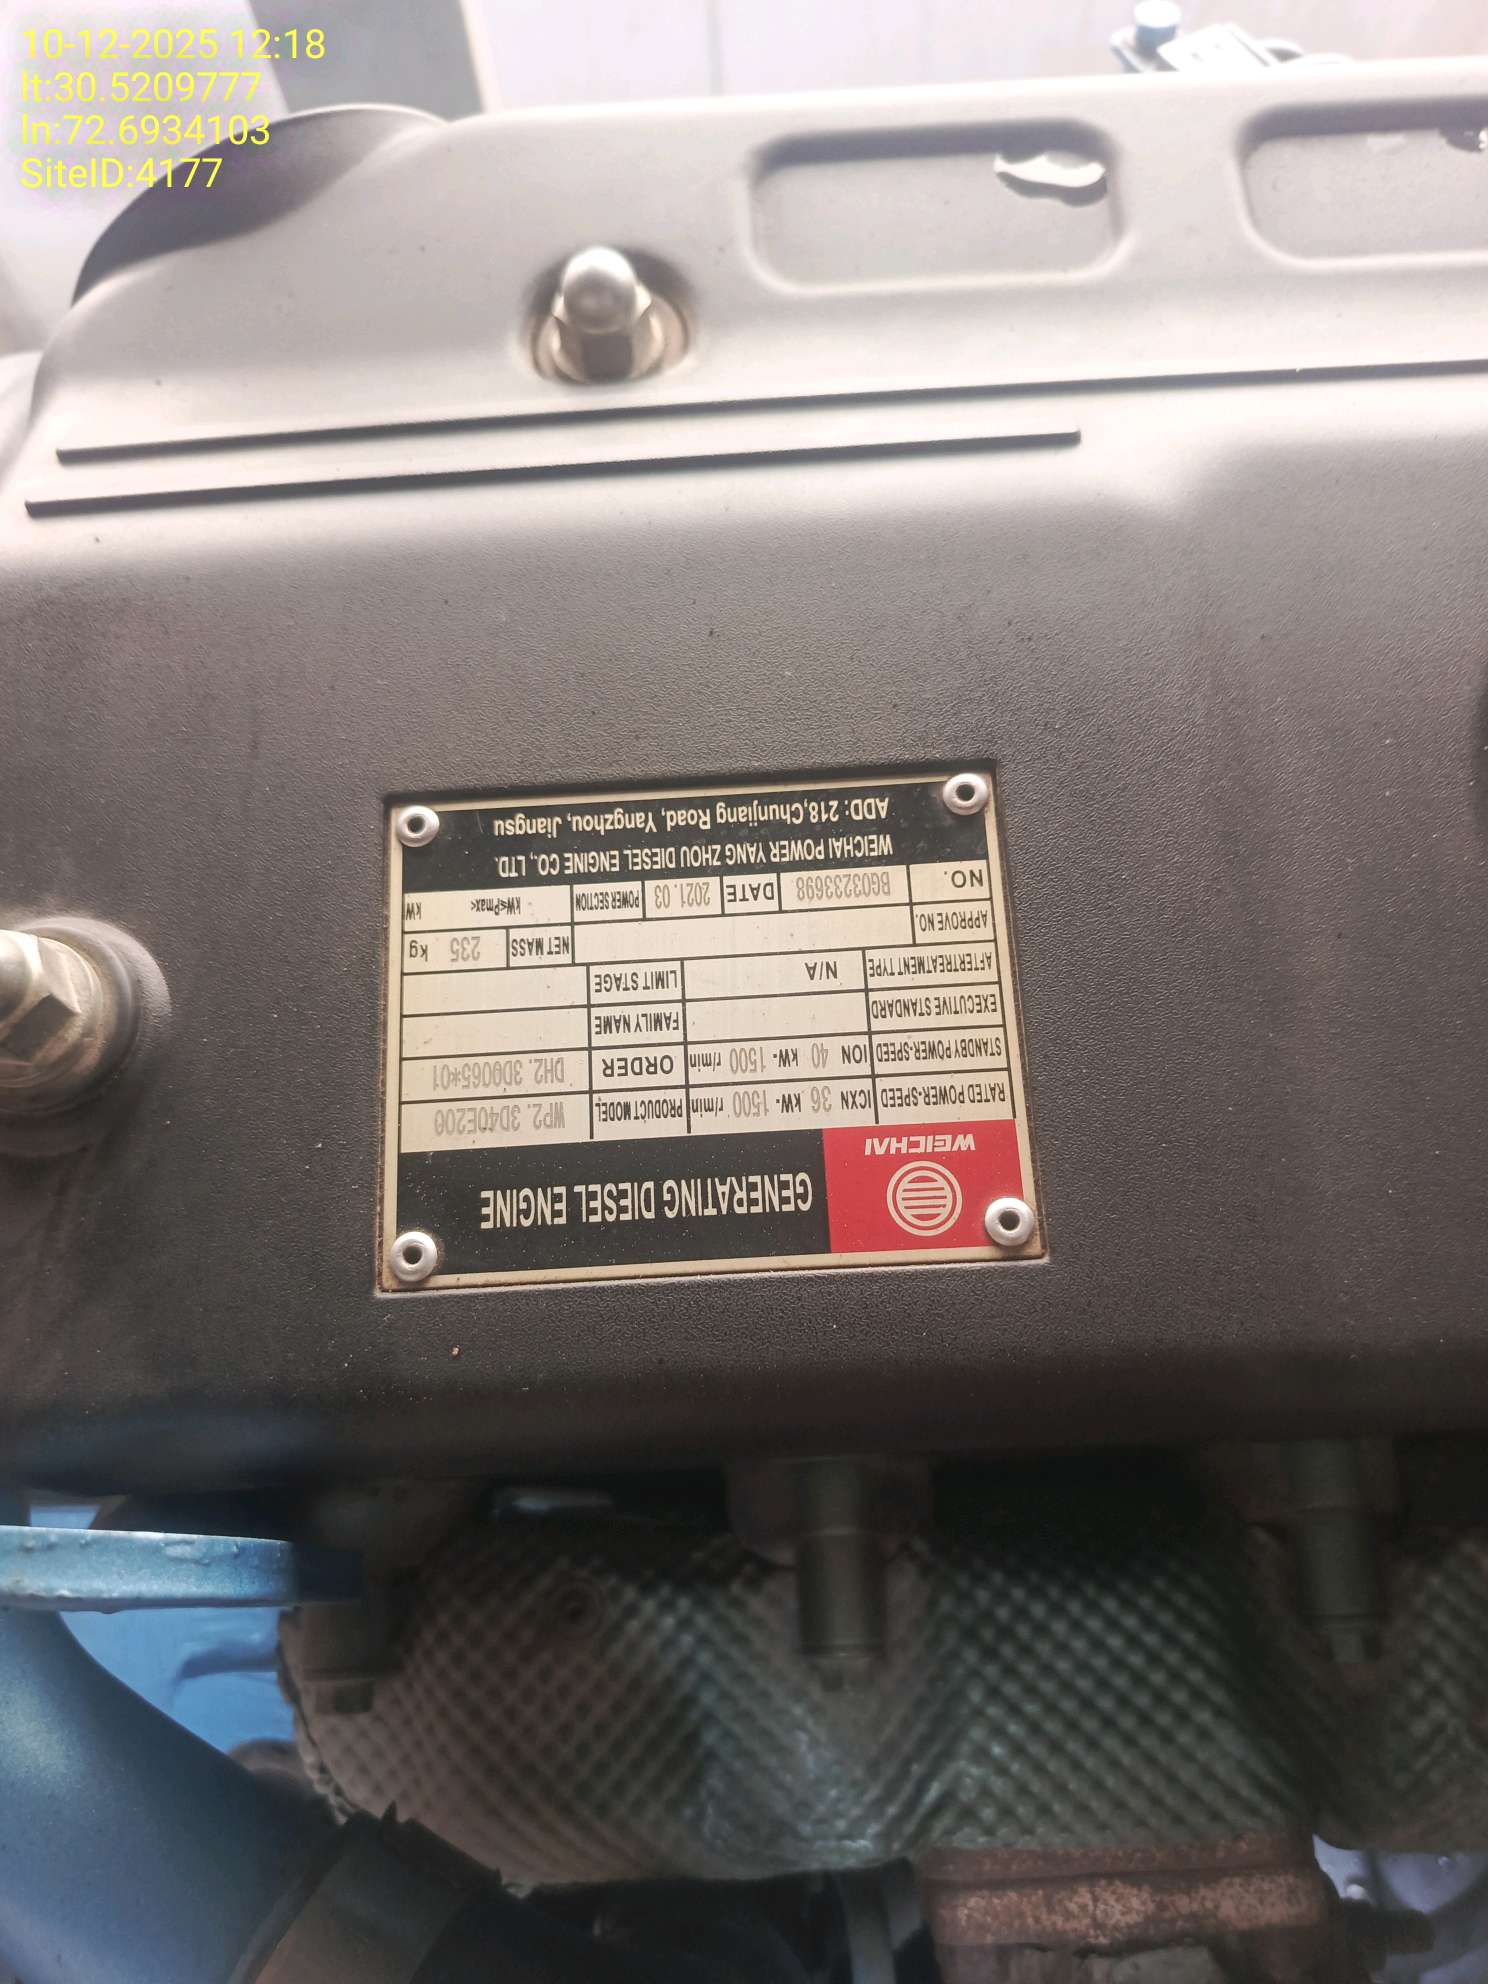 10-12-2025 12:18
lt:30.5209777
ln:72.6934103
SiteID:4177
WEICHAI
GENERATING DIESEL ENGINE
RATED POWER-SPEED ICXN 36 kW- 1500 r/min PRODUCT MODEL WP2.3D40E200
STANDBY POWER-SPEED ION 40 kW- 1500 r/min ORDER DH2.3D0065*01
EXECUTIVE STANDARD FAMILY NAME
AFTERTREATMENT TYPE N/A LIMIT STAGE
APPROVE NO. NET MASS 235 kg
NO. BG03233698 DATE 2021.03 POWER SECTION kW≤Pmax< kW
WEICHAI POWER YANG ZHOU DIESEL ENGINE CO., LTD.
ADD: 218,Chunjiang Road, Yangzhou, Jiangsu